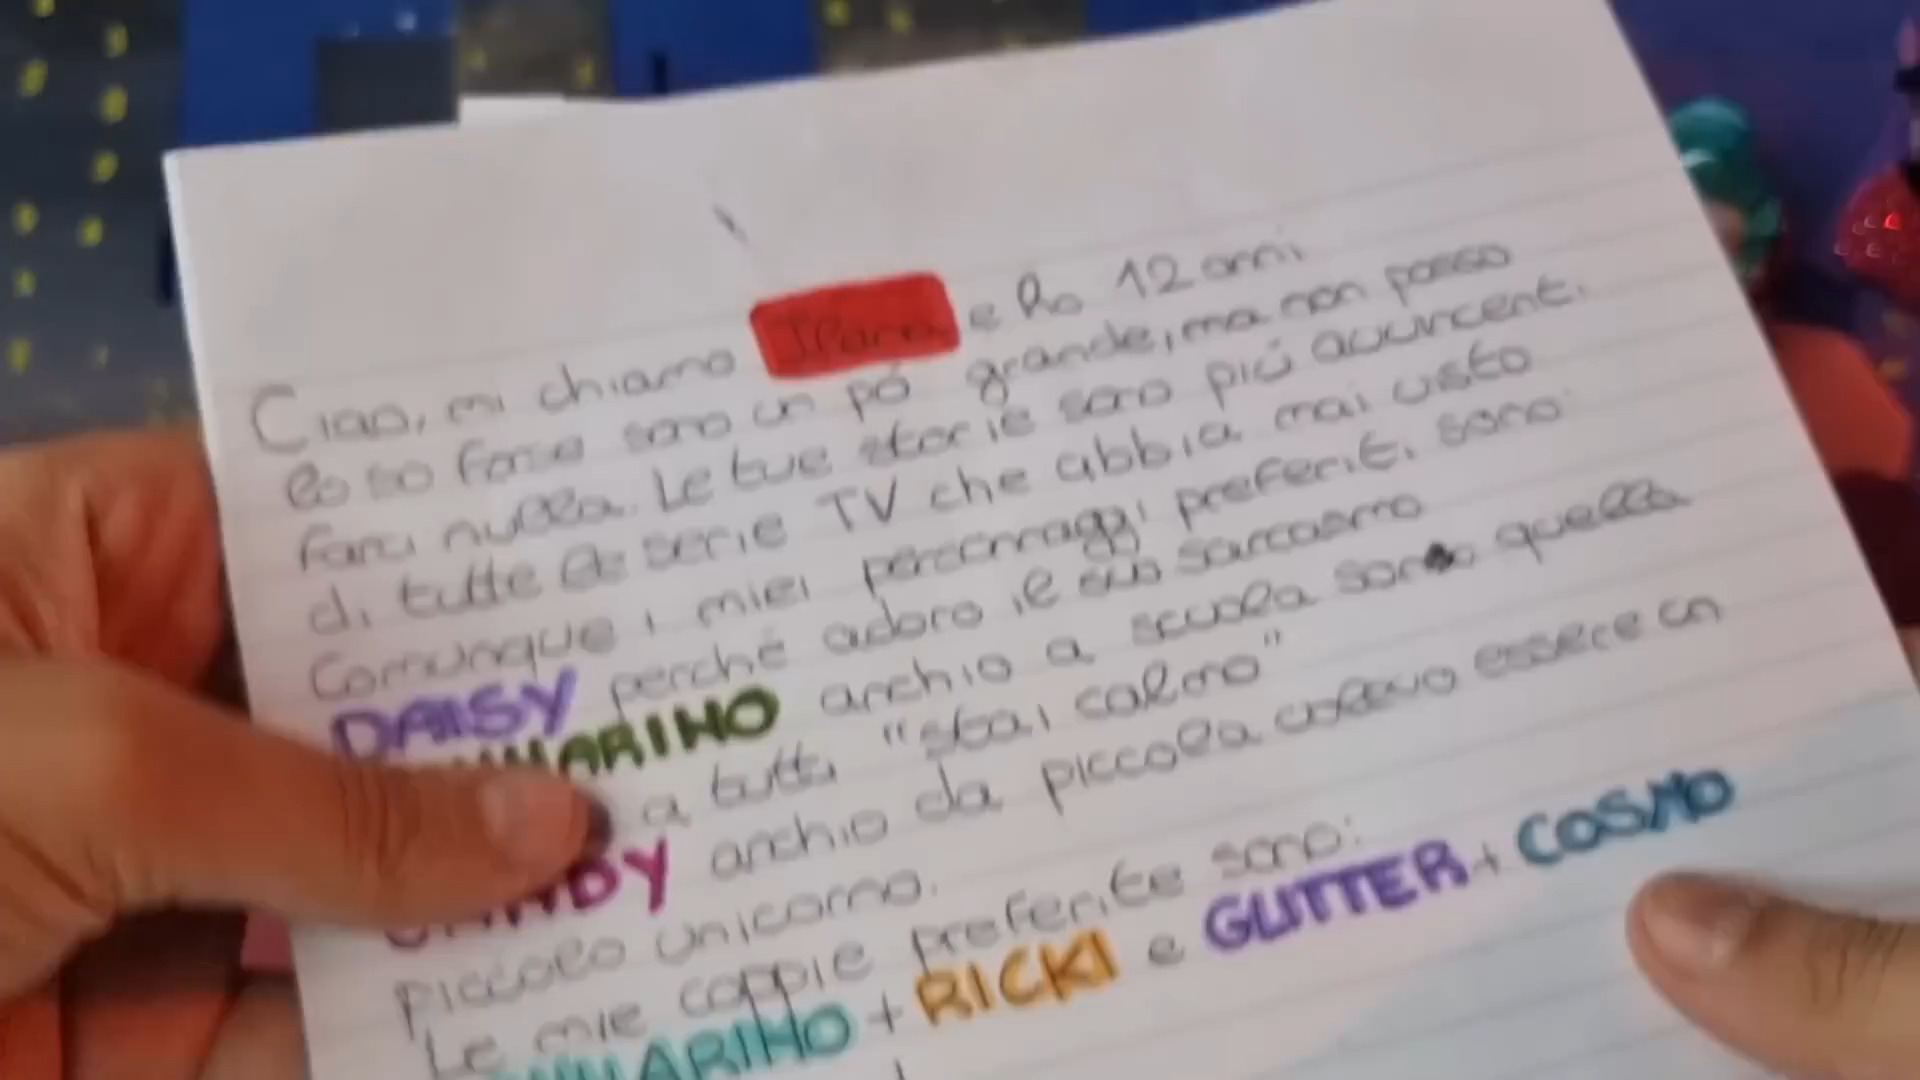 Ciao, mi chiamo e ho 12 anni
lo so forse sono un pó grande, ma non posso
farci nulla. Le tue storie sono più avvincenti
di tutte le serie TV che abbia mai visto
Comunque i miei personaggi preferiti sono:
DAISY perché adoro il suo sarcasmo
anchio a scuola sono quella
a tutti "stai calmo"
anchio da piccola volevo essere un
piccolo unicorno.
Le mie coppie preferite sono:
+ RICKI e GLITTER + COSMO